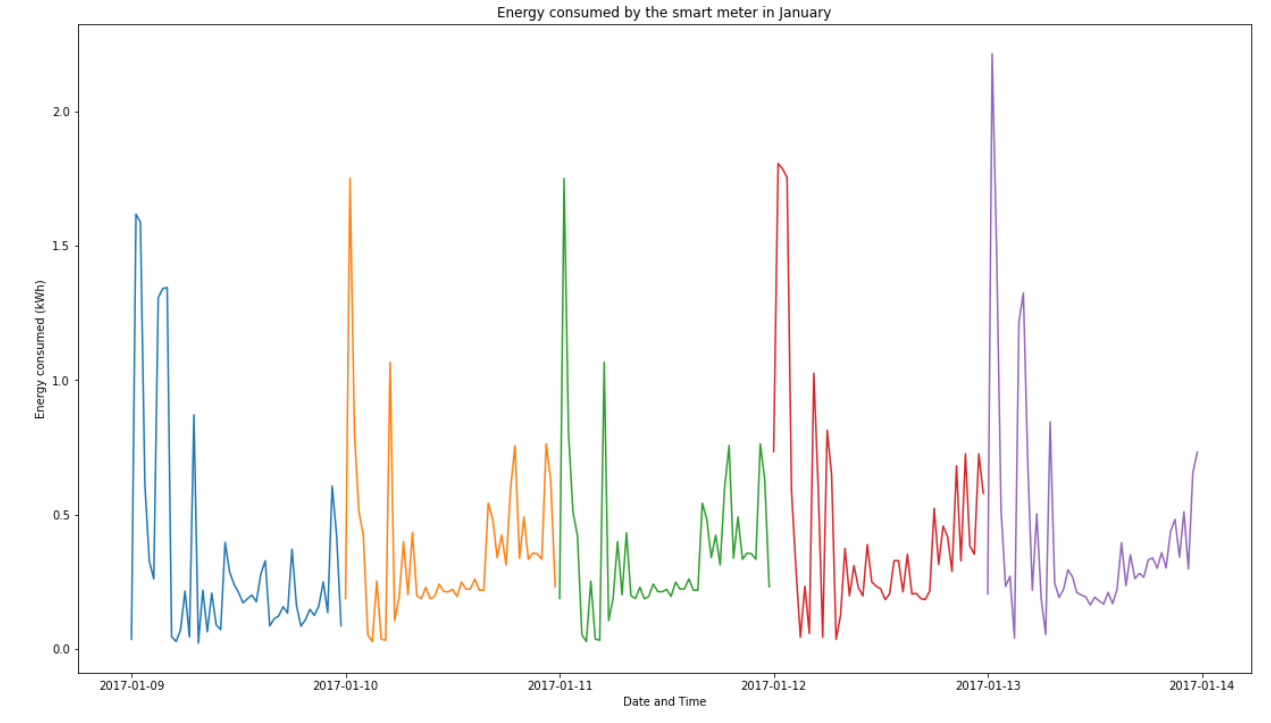 Energy consumed by the smart meter in January
Energy consumed (kWh)
2.0
1.5
1.0
0.5
0.0
2017-01-09 2017-01-10 2017-01-11 2017-01-12 2017-01-13 2017-01-14
Date and Time